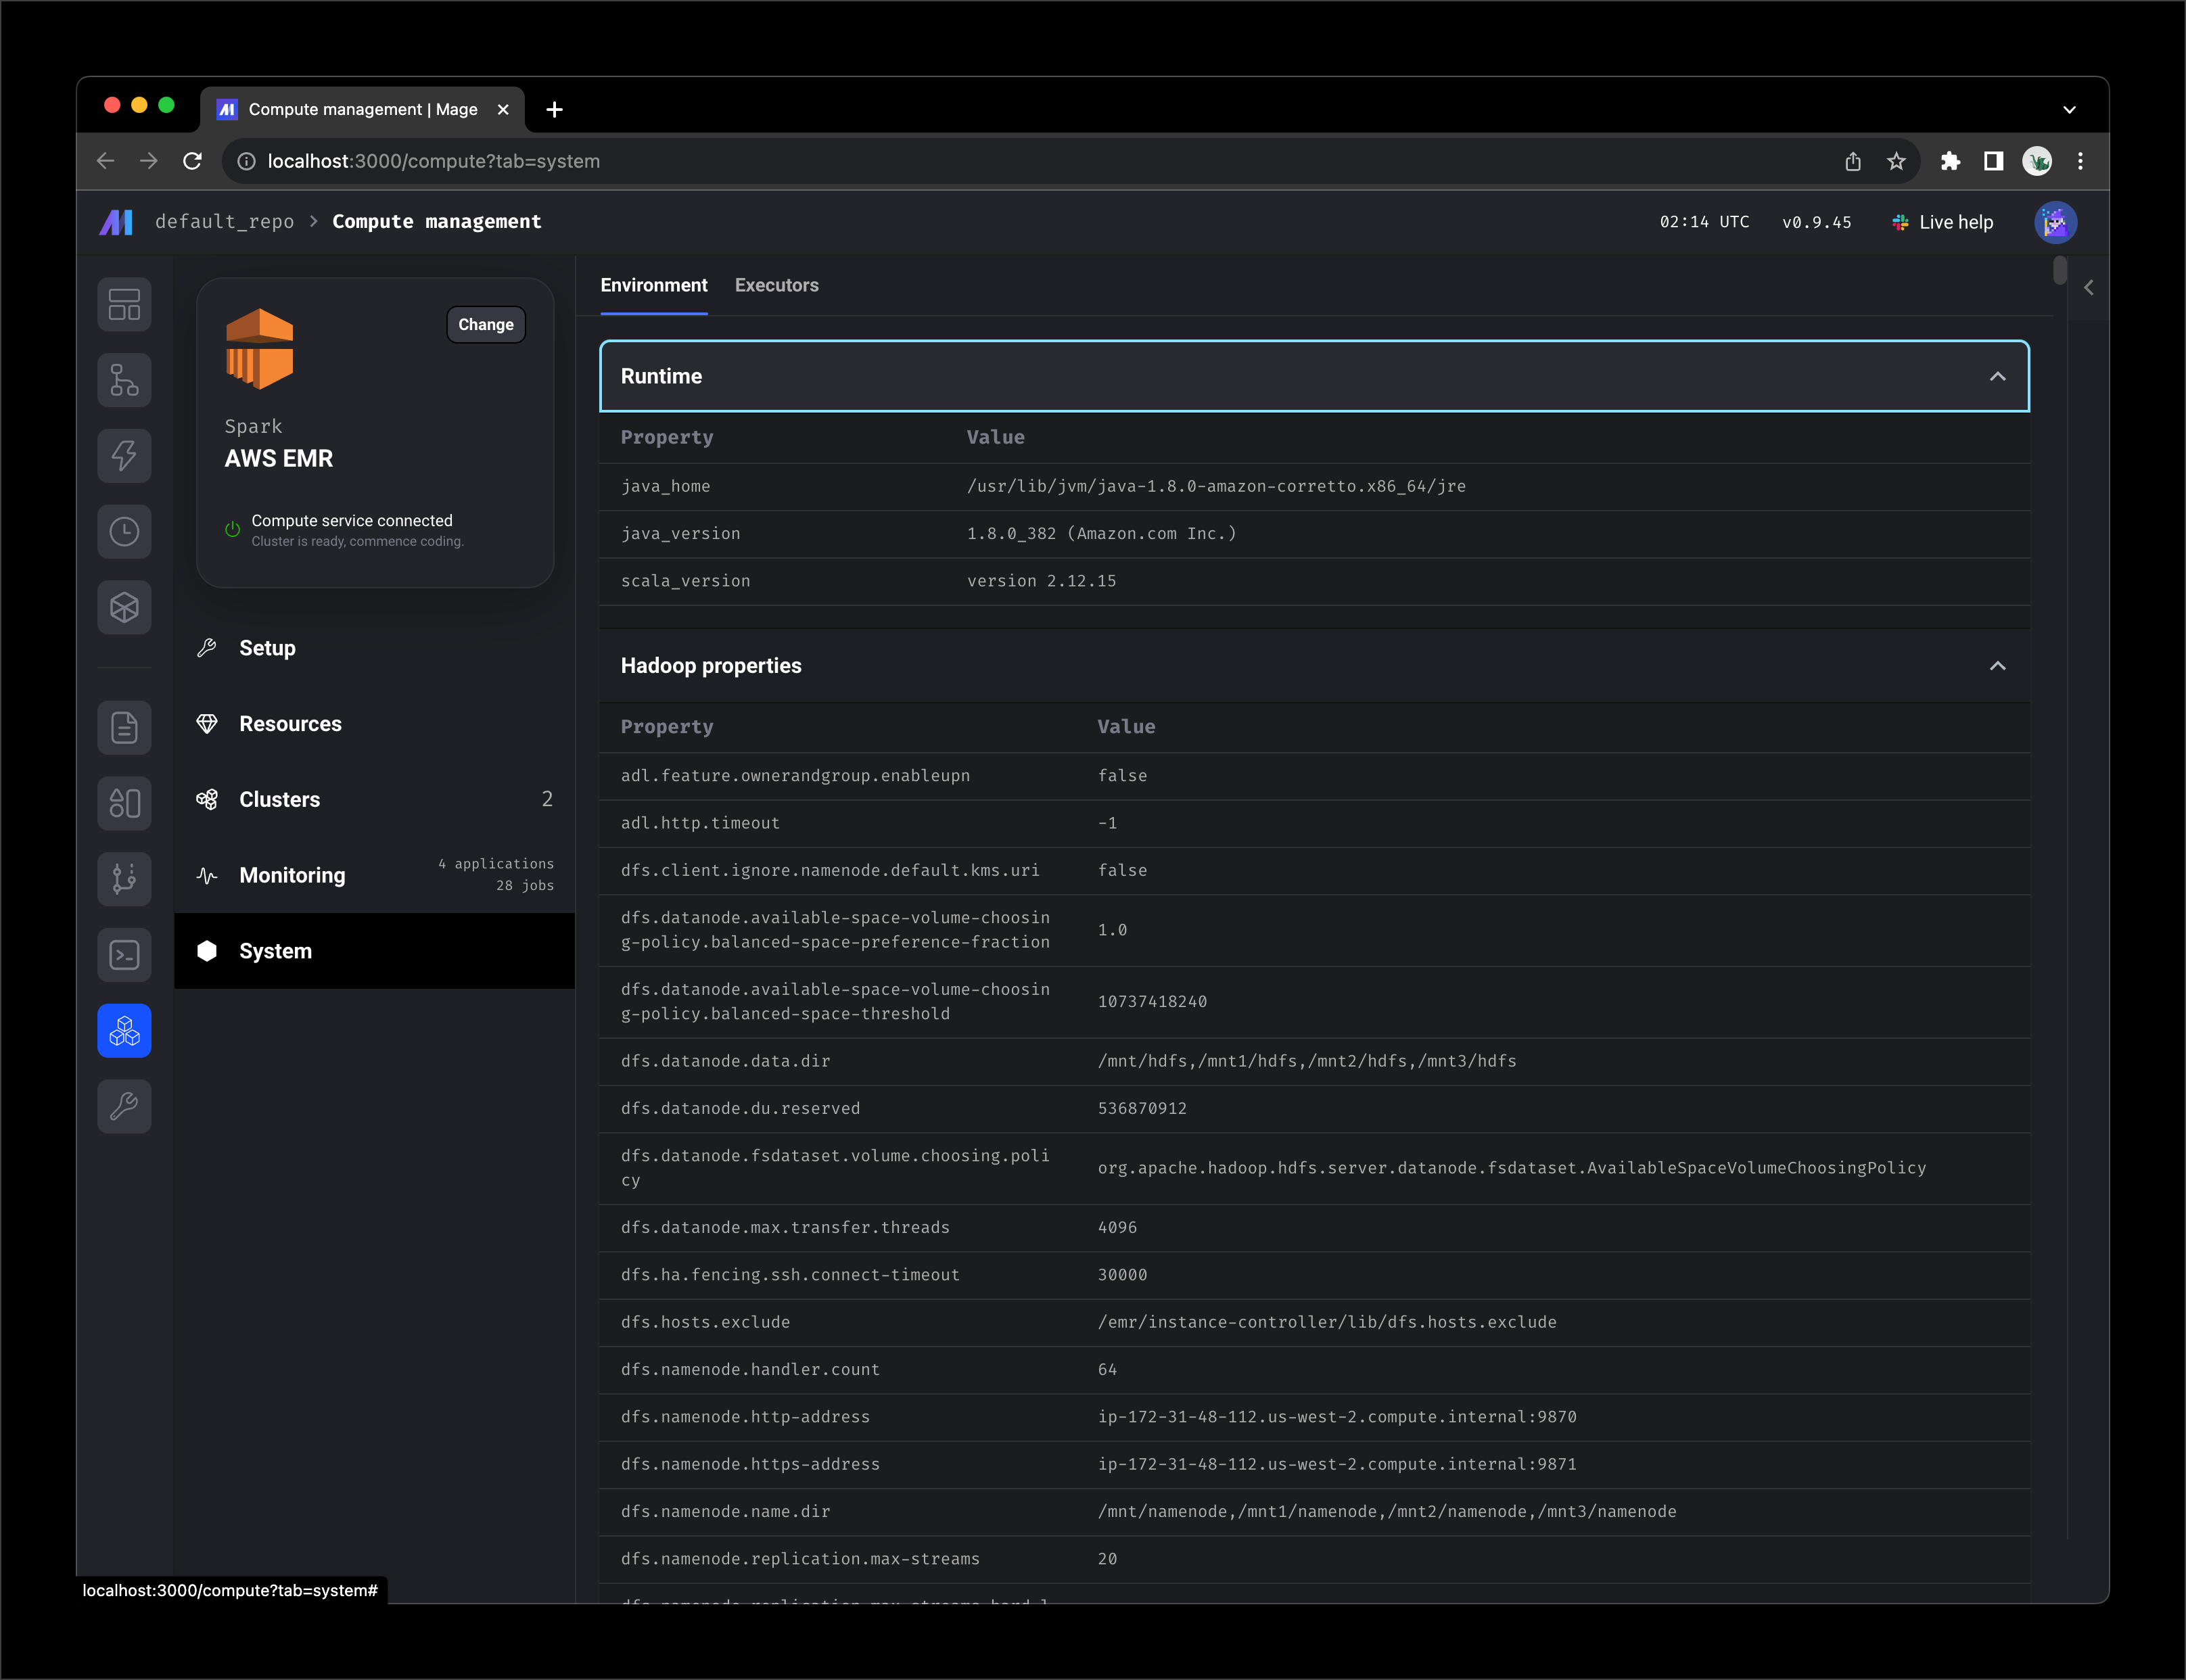 Compute management | Mage
localhost:3000/compute?tab=system
default_repo > Compute management
02:14 UTC
v0.9.45
Live help
Change
Spark
AWS EMR
Compute service connected
Cluster is ready, commence coding.
Setup
Resources
Clusters 2
Monitoring
4 applications
28 jobs
System
Environment Executors
Runtime
Property Value
java_home /usr/lib/jvm/java-1.8.0-amazon-corretto.x86_64/jre
java_version 1.8.0_382 (Amazon.com Inc.)
scala_version version 2.12.15
Hadoop properties
Property Value
adl.feature.ownerandgroup.enableupn false
adl.http.timeout -1
dfs.client.ignore.namenode.default.kms.uri false
dfs.datanode.available-space-volume-choosin
g-policy.balanced-space-preference-fraction 1.0
dfs.datanode.available-space-volume-choosin
g-policy.balanced-space-threshold 10737418240
dfs.datanode.data.dir /mnt/hdfs,/mnt1/hdfs,/mnt2/hdfs,/mnt3/hdfs
dfs.datanode.du.reserved 536870912
dfs.datanode.fsdataset.volume.choosing.poli
cy org.apache.hadoop.hdfs.server.datanode.fsdataset.AvailableSpaceVolumeChoosingPolicy
dfs.datanode.max.transfer.threads 4096
dfs.ha.fencing.ssh.connect-timeout 30000
dfs.hosts.exclude /emr/instance-controller/lib/dfs.hosts.exclude
dfs.namenode.handler.count 64
dfs.namenode.http-address ip-172-31-48-112.us-west-2.compute.internal:9870
dfs.namenode.https-address ip-172-31-48-112.us-west-2.compute.internal:9871
dfs.namenode.name.dir /mnt/namenode,/mnt1/namenode,/mnt2/namenode,/mnt3/namenode
dfs.namenode.replication.max-streams 20
localhost:3000/compute?tab=system#